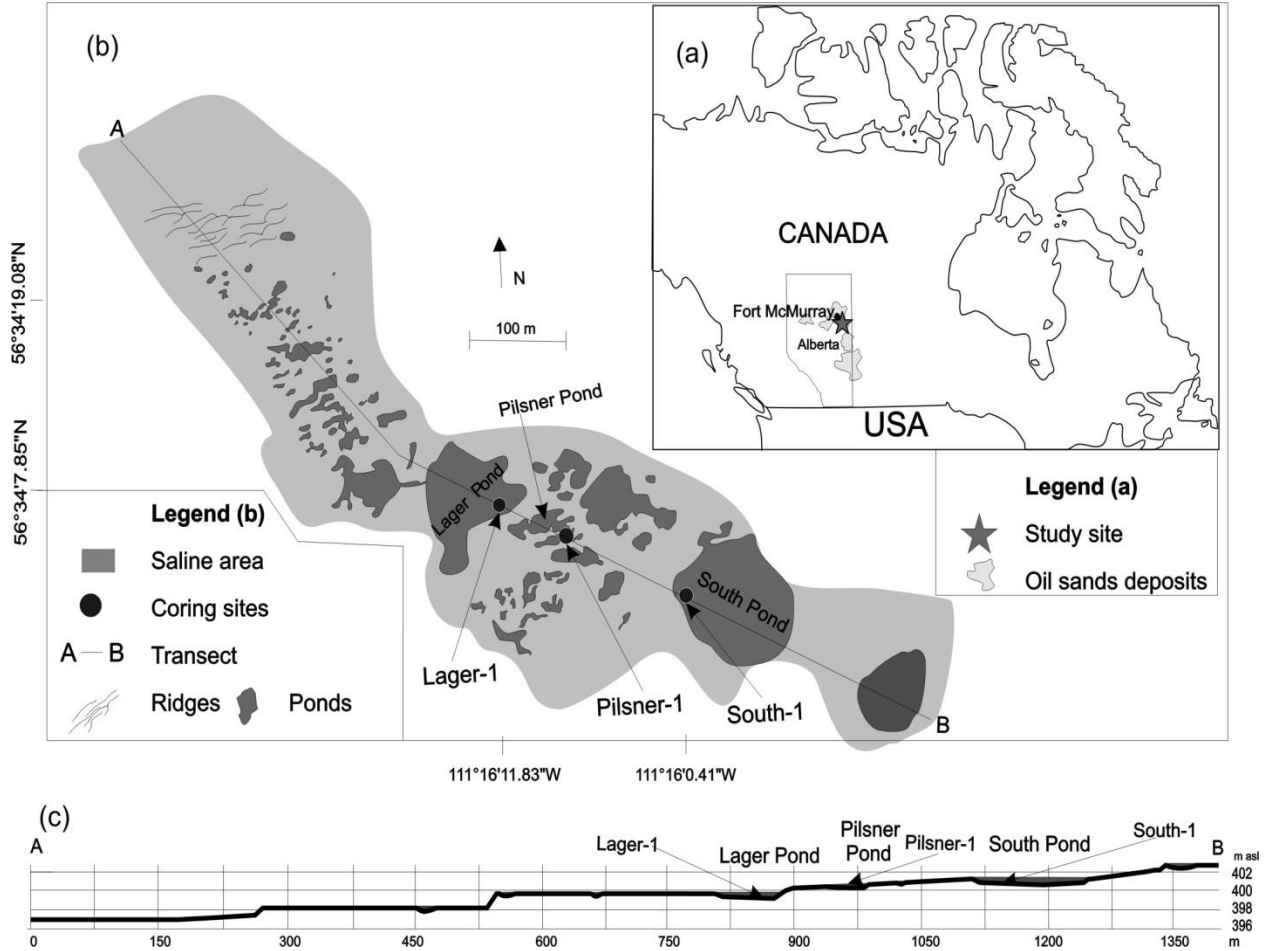 (b)
A
56°34'19.08"N
56°34'7.85"N
N
100 m
Pilsner Pond
Lager Pond
South Pond
Lager-1
Pilsner-1
South-1
B
111°16'11.83"W
111°16'0.41"W
Legend (b)
Saline area
Coring sites
A — B Transect
Ridges Ponds
(a)
CANADA
Fort McMurray
Alberta
USA
Legend (a)
Study site
Oil sands deposits
(c)
A
Lager-1
Lager Pond
Pilsner
Pond
Pilsner-1
South Pond
South-1
B
m asl
402
400
398
396
0 150 300 450 600 750 900 1050 1200 1350 m